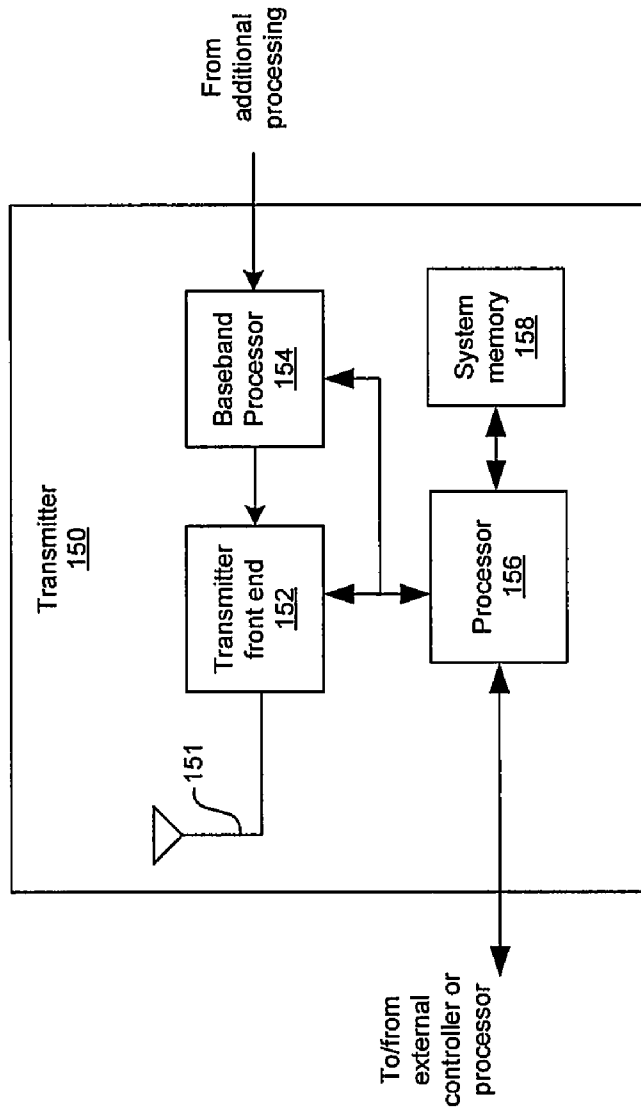 Transmitter
150
151
Transmitter
front end
152
Baseband
Processor
154
From
additional
processing
Processor
156
System
memory
158
To/from
external
controller or
processor